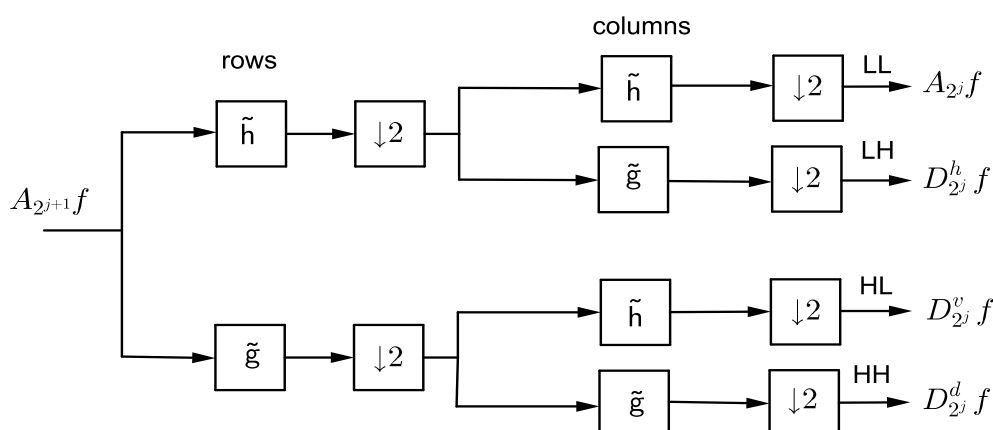 columns
rows
h̃
↓2
LL
A_{2^j} f
h̃
↓2
g̃
↓2
LH
D^h_{2^j} f
A_{2^{j+1}} f
h̃
↓2
HL
D^v_{2^j} f
g̃
↓2
g̃
↓2
HH
D^d_{2^j} f